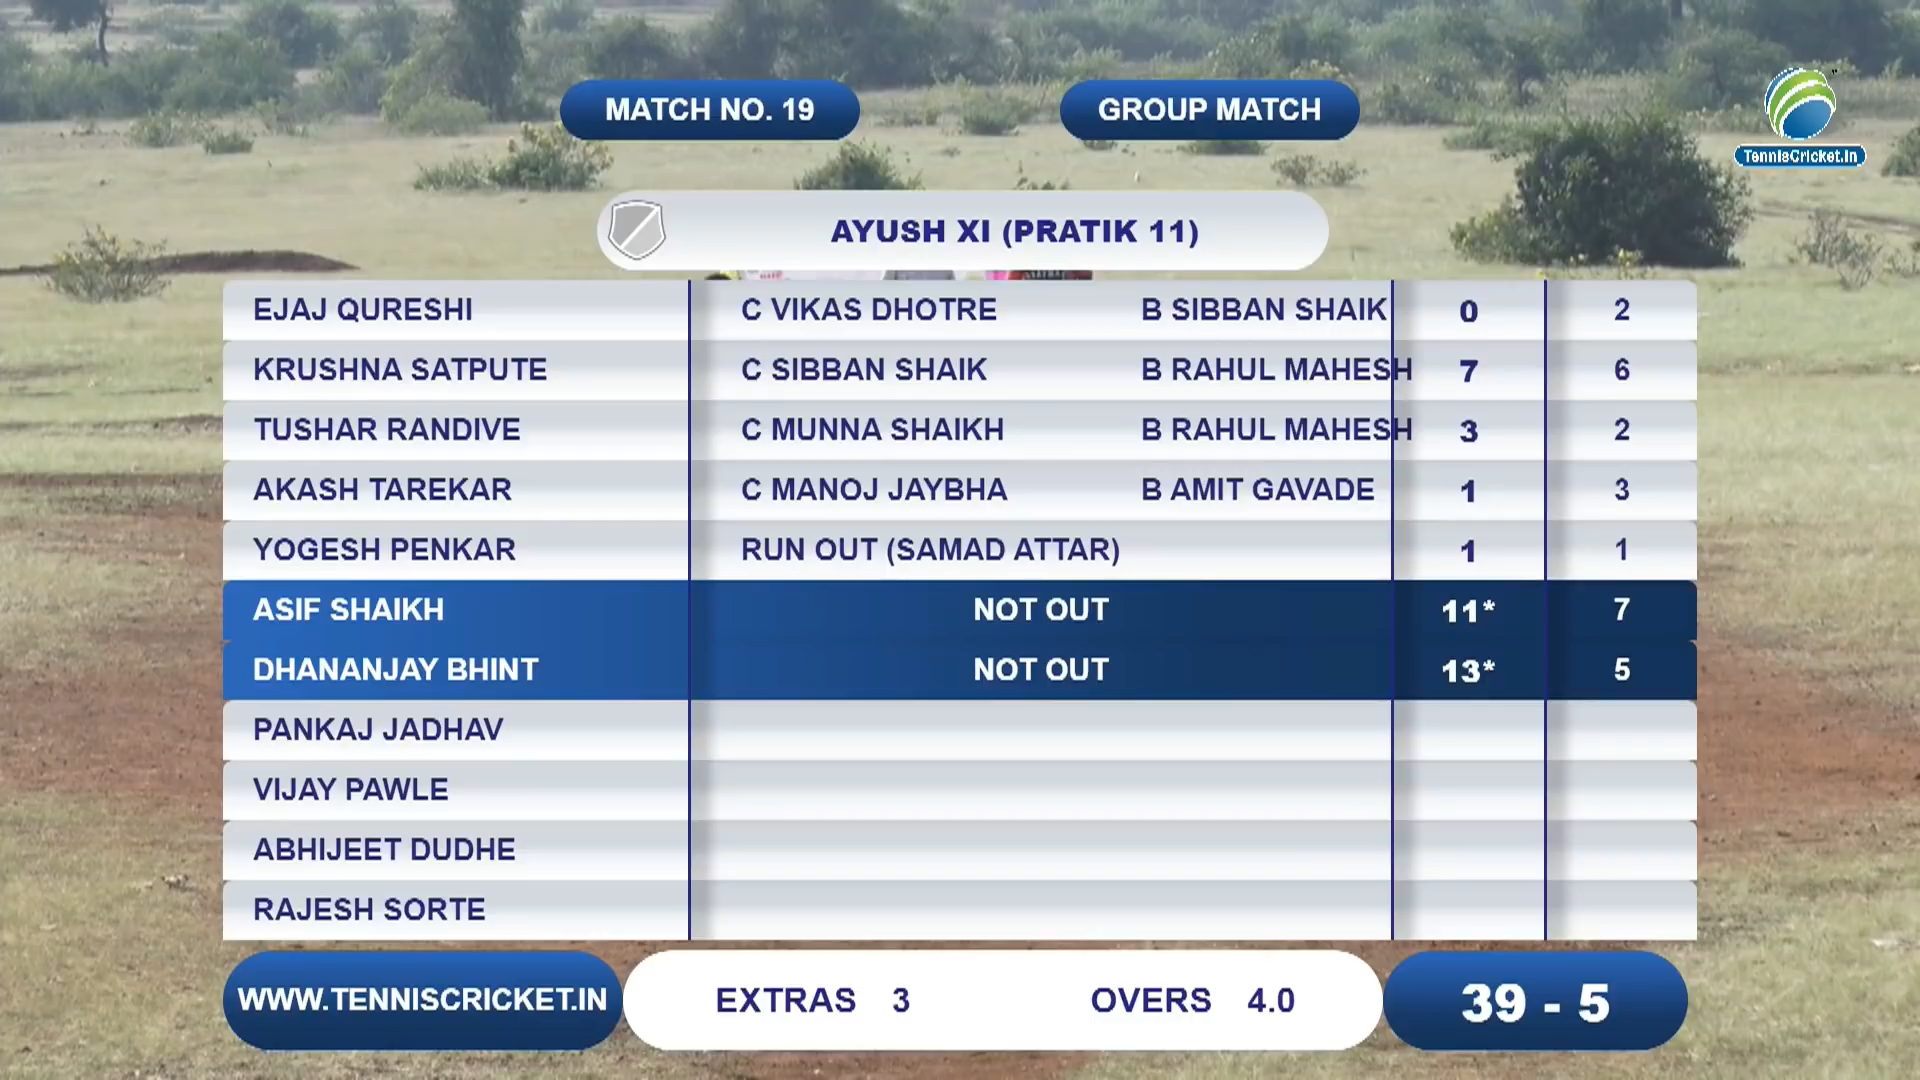 MATCH NO. 19
GROUP MATCH
TennisCricket.in
AYUSH XI (PRATIK 11)
EJAJ QURESHI C VIKAS DHOTRE B SIBBAN SHAIK 0 2
KRUSHNA SATPUTE C SIBBAN SHAIK B RAHUL MAHESH 7 6
TUSHAR RANDIVE C MUNNA SHAIKH B RAHUL MAHESH 3 2
AKASH TAREKAR C MANOJ JAYBHA B AMIT GAVADE 1 3
YOGESH PENKAR RUN OUT (SAMAD ATTAR) 1 1
ASIF SHAIKH NOT OUT 11* 7
DHANANJAY BHINT NOT OUT 13* 5
PANKAJ JADHAV
VIJAY PAWLE
ABHIJEET DUDHE
RAJESH SORTE
WWW.TENNISCRICKET.IN EXTRAS 3 OVERS 4.0 39 - 5